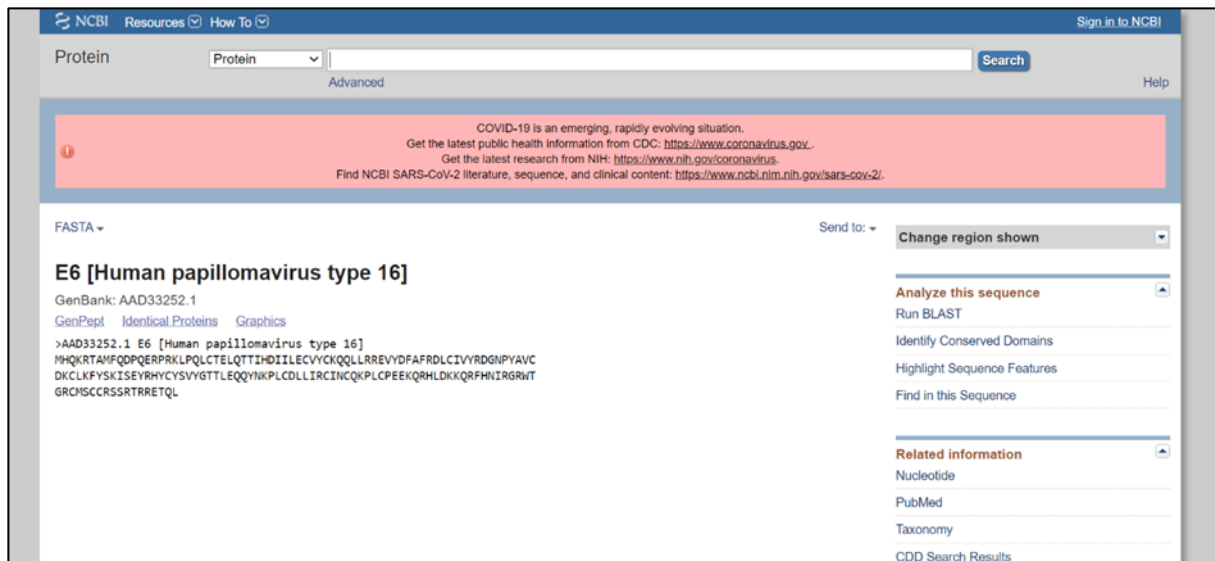 NCBI Resources How To Sign in to NCBI
Protein Protein Search
Advanced Help
COVID-19 is an emerging, rapidly evolving situation.
Get the latest public health information from CDC: https://www.coronavirus.gov .
Get the latest research from NIH: https://www.nih.gov/coronavirus.
Find NCBI SARS-CoV-2 literature, sequence, and clinical content: https://www.ncbi.nlm.nih.gov/sars-cov-2/.
FASTA Send to:
Change region shown
E6 [Human papillomavirus type 16]
GenBank: AAD33252.1
GenPept Identical Proteins Graphics
>AAD33252.1 E6 [Human papillomavirus type 16]
MHQKRTAMFQDPQERPRKLPQLCTELQTTIHDIILECVYCKQQLLRREVYDFAFRDLCIVYRDGNPYAVC
DKCLKFYSKISEYRHYCYSVYGTTLEQQYNKPLCDLLIRCINCQKPLCPEEKQRHLDKKQRFHNIRGRWT
GRCMSCCRSSRTRRETQL
Analyze this sequence
Run BLAST
Identify Conserved Domains
Highlight Sequence Features
Find in this Sequence
Related information
Nucleotide
PubMed
Taxonomy
CDD Search Results